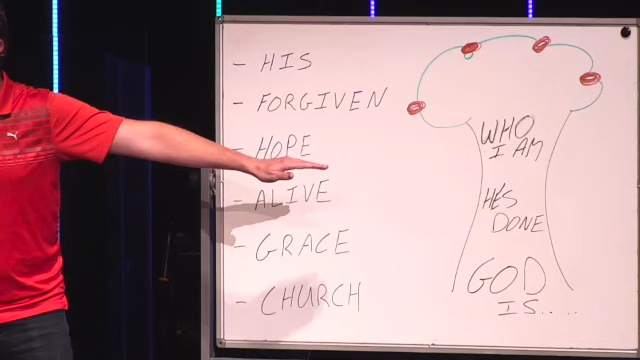 - HIS
- FORGIVEN
- HOPE
- ALIVE
- GRACE
- CHURCH
WHO
I AM
HE'S
DONE
GOD
IS....